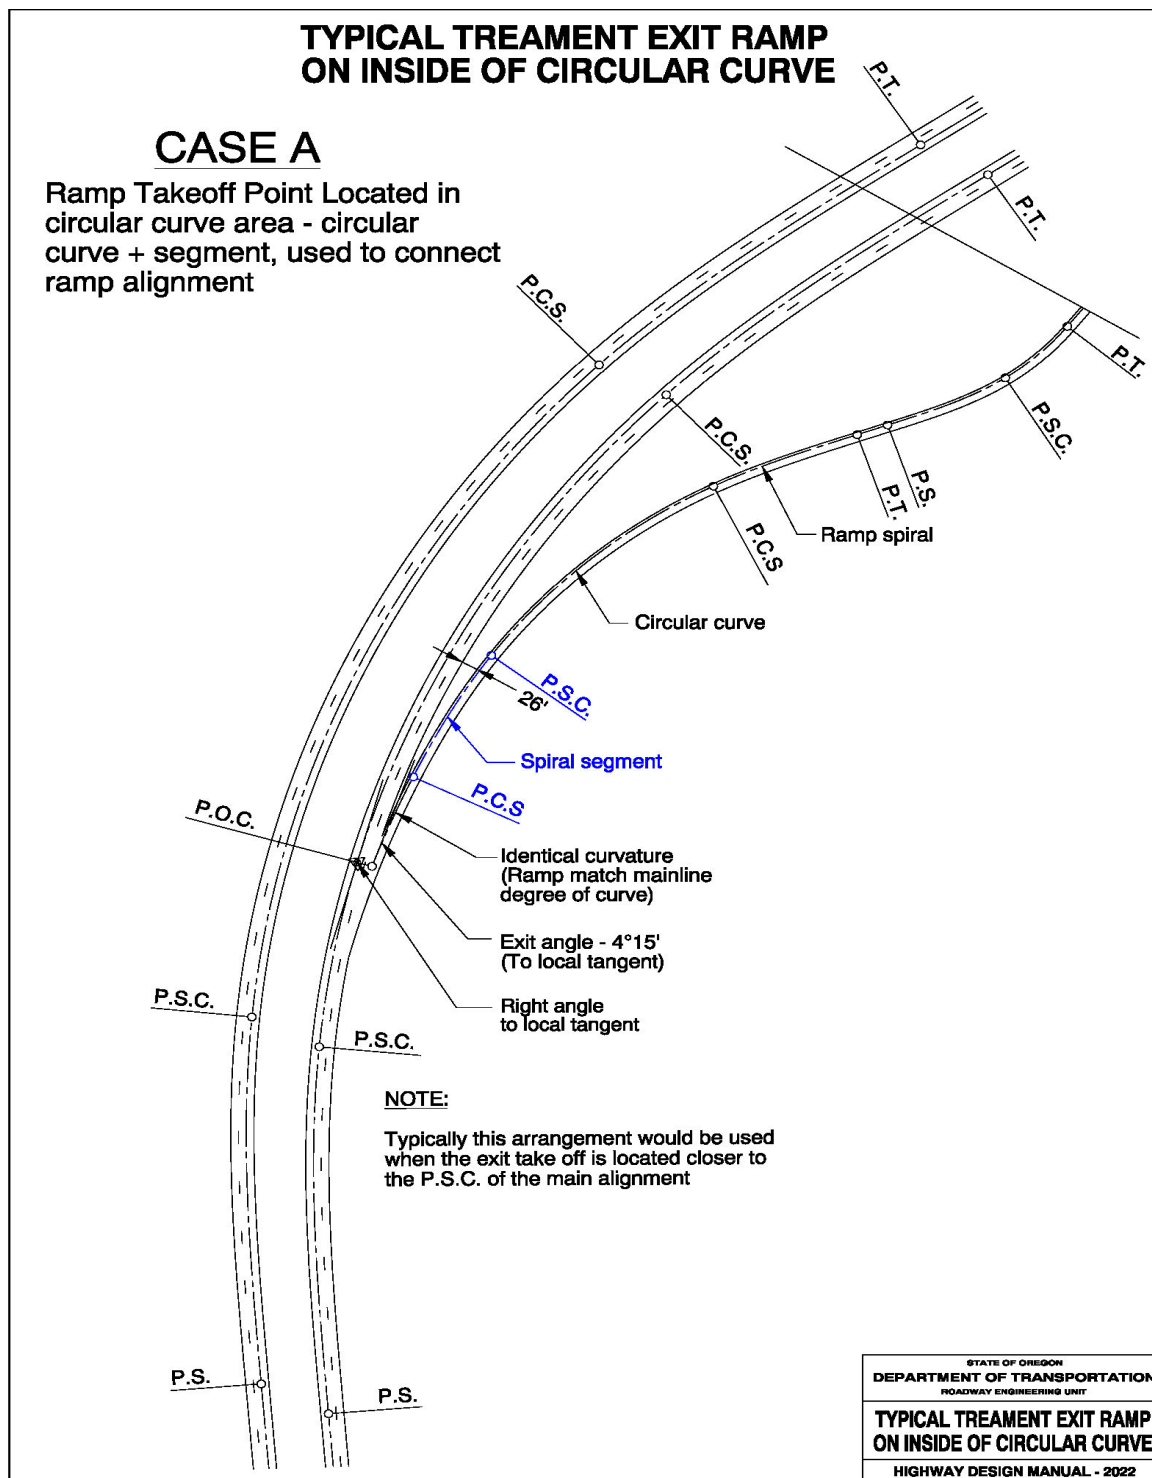 TYPICAL TREAMENT EXIT RAMP
ON INSIDE OF CIRCULAR CURVE
CASE A
Ramp Takeoff Point Located in
circular curve area - circular
curve + segment, used to connect
ramp alignment
P.T.
P.T.
P.C.S.
P.T.
P.C.S.
P.S.C.
P.S.
P.T.
P.C.S
Ramp spiral
Circular curve
P.S.C.
26'
Spiral segment
P.C.S
P.O.C.
Identical curvature
(Ramp match mainline
degree of curve)
Exit angle - 4°15'
(To local tangent)
Right angle
to local tangent
P.S.C.
P.S.C.
NOTE:
Typically this arrangement would be used
when the exit take off is located closer to
the P.S.C. of the main alignment
P.S.
P.S.
STATE OF OREGON
DEPARTMENT OF TRANSPORTATION
ROADWAY ENGINEERING UNIT
TYPICAL TREAMENT EXIT RAMP
ON INSIDE OF CIRCULAR CURVE
HIGHWAY DESIGN MANUAL - 2022